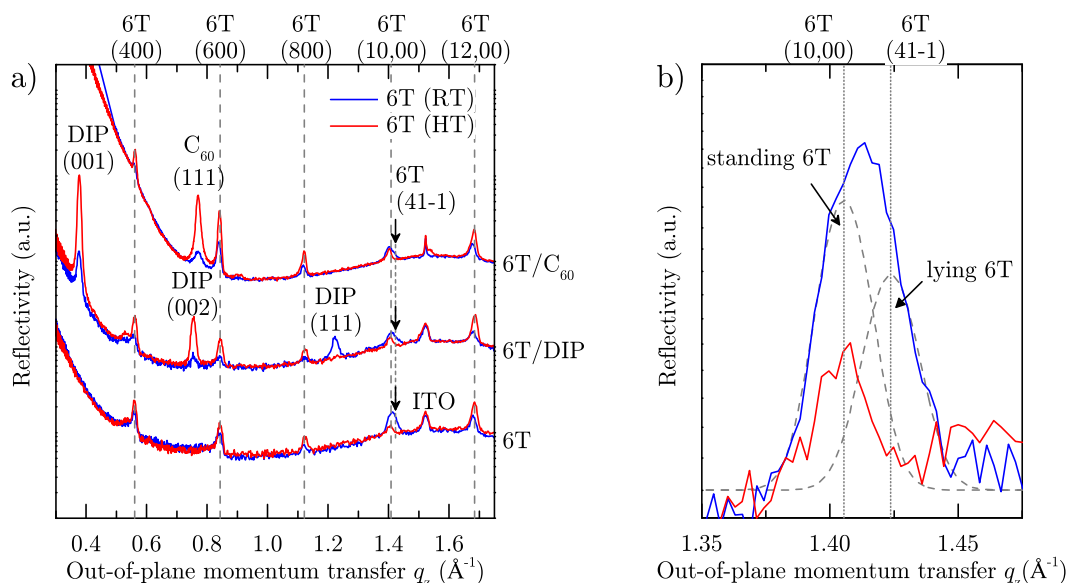 6T 6T 6T 6T 6T
(400) (600) (800) (10,00) (12,00)
a)
6T (RT)
6T (HT)
DIP
(001)
C60
(111)
6T
(41-1)
6T/C60
DIP
(002)
DIP
(111)
6T/DIP
ITO
6T
Reflectivity (a.u.)
0.4 0.6 0.8 1.0 1.2 1.4 1.6
Out-of-plane momentum transfer qz (Å-1)
6T 6T
(10,00) (41-1)
b)
standing 6T
lying 6T
Reflectivity (a.u.)
1.35 1.40 1.45
Out-of-plane momentum transfer qz(Å-1)